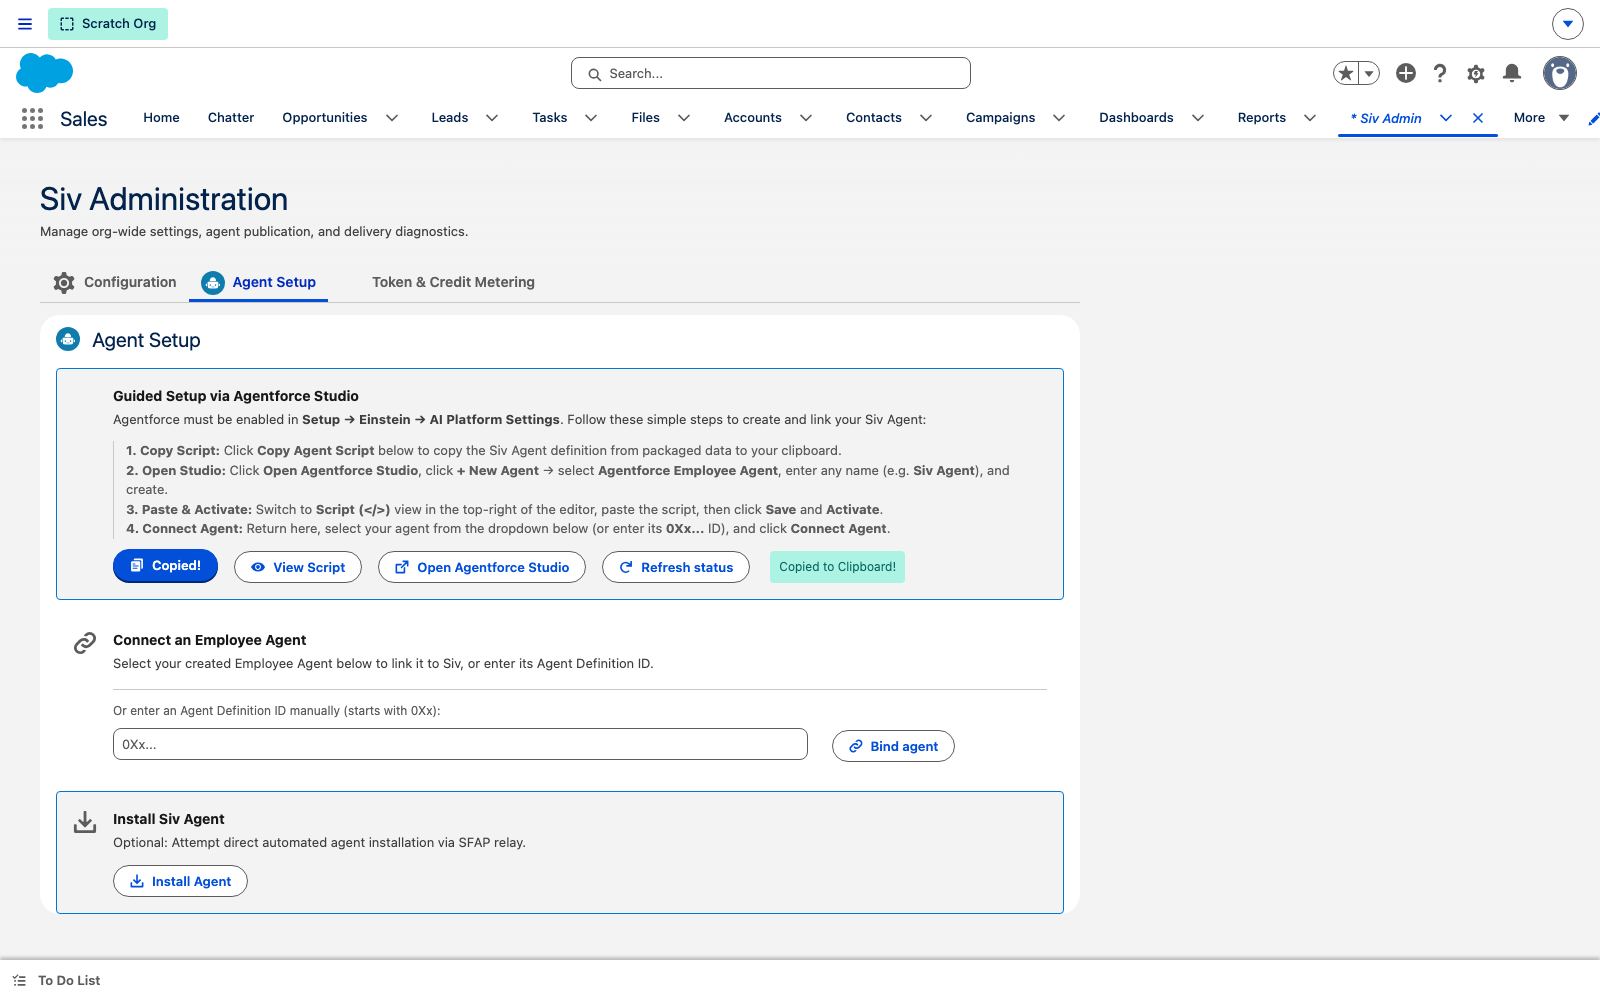 Scratch Org
Search...
Sales
Home
Chatter
Opportunities
Leads
Tasks
Files
Accounts
Contacts
Campaigns
Dashboards
Reports
* Siv Admin
More
Siv Administration
Manage org-wide settings, agent publication, and delivery diagnostics.
Configuration
Agent Setup
Token & Credit Metering
Agent Setup
Guided Setup via Agentforce Studio
Agentforce must be enabled in Setup → Einstein → AI Platform Settings. Follow these simple steps to create and link your Siv Agent:
1. Copy Script: Click Copy Agent Script below to copy the Siv Agent definition from packaged data to your clipboard.
2. Open Studio: Click Open Agentforce Studio, click + New Agent → select Agentforce Employee Agent, enter any name (e.g. Siv Agent), and
create.
3. Paste & Activate: Switch to Script (</>) view in the top-right of the editor, paste the script, then click Save and Activate.
4. Connect Agent: Return here, select your agent from the dropdown below (or enter its 0Xx... ID), and click Connect Agent.
Copied!
View Script
Open Agentforce Studio
Refresh status
Copied to Clipboard!
Connect an Employee Agent
Select your created Employee Agent below to link it to Siv, or enter its Agent Definition ID.
Or enter an Agent Definition ID manually (starts with 0Xx):
0Xx...
Bind agent
Install Siv Agent
Optional: Attempt direct automated agent installation via SFAP relay.
Install Agent
To Do List